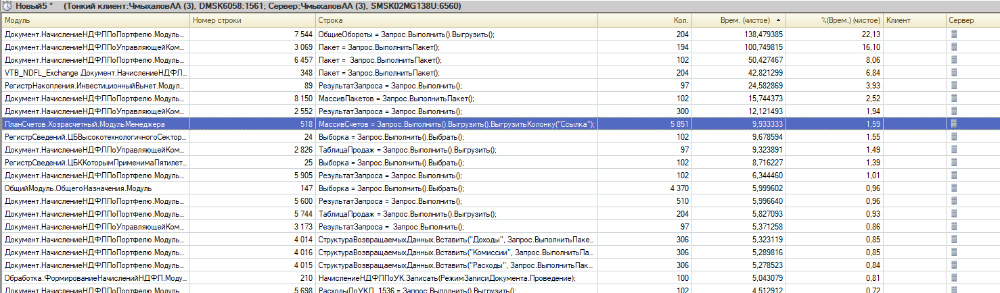 Новый5 * (Тонкий клиент:ЧмыхаловАА (3), DMSK6058:1561; Сервер:ЧмыхаловАА (3), SMSK02MG138U:6560)
Модуль Номер строки Строка Кол. Врем. (чистое) %(Врем.) (чистое) Клиент Сервер
Документ.НачислениеНДФЛПоПортфелю.Модуль... 7 544 ОбщиеОбороты = Запрос.Выполнить().Выгрузить(); 204 138,479385 22,13
Документ.НачислениеНДФЛПоУправляющейКом... 3 069 Пакет = Запрос.ВыполнитьПакет(); 194 100,749815 16,10
Документ.НачислениеНДФЛПоПортфелю.Модуль... 6 457 Пакет = Запрос.ВыполнитьПакет(); 102 50,427467 8,06
VTB_NDFL_Exchange Документ.НачислениеНДФЛ... 348 Пакет = Запрос.ВыполнитьПакет(); 204 42,821299 6,84
РегистрНакопления.ИнвестиционныйВычет.Модул... 89 РезультатЗапроса = Запрос.Выполнить(); 97 24,582869 3,93
Документ.НачислениеНДФЛПоПортфелю.Модуль... 8 150 МассивПакетов = Запрос.ВыполнитьПакет(); 102 15,744373 2,52
Документ.НачислениеНДФЛПоУправляющейКом... 2 552 РезультатЗапроса = Запрос.Выполнить(); 300 12,121493 1,94
ПланСчетов.Хозрасчетный.МодульМенеджера 518 МассивСчетов = Запрос.Выполнить().Выгрузить().ВыгрузитьКолонку("Ссылка"); 5 851 9,933333 1,59
РегистрСведений.ЦБВысокотехнологичногоСектор... 24 Выборка = Запрос.Выполнить().Выбрать(); 102 9,678594 1,55
Документ.НачислениеНДФЛПоУправляющейКом... 2 826 ТаблицаПродаж = Запрос.Выполнить().Выгрузить(); 97 9,323891 1,49
РегистрСведений.ЦБККоторымПрименимаПятилет... 25 Выборка = Запрос.Выполнить().Выбрать(); 102 8,716227 1,39
Документ.НачислениеНДФЛПоПортфелю.Модуль... 5 905 РезультатЗапроса = Запрос.Выполнить(); 102 6,344460 1,01
ОбщийМодуль.ОбщегоНазначения.Модуль 147 Выборка = Запрос.Выполнить().Выбрать(); 4 370 5,999602 0,96
Документ.НачислениеНДФЛПоПортфелю.Модуль... 5 600 РезультатЗапроса = Запрос.Выполнить(); 510 5,996640 0,96
Документ.НачислениеНДФЛПоПортфелю.Модуль... 5 744 ТаблицаПродаж = Запрос.Выполнить().Выгрузить(); 204 5,827093 0,93
Документ.НачислениеНДФЛПоУправляющейКом... 3 173 РезультатЗапроса = Запрос.Выполнить(); 97 5,371258 0,86
Документ.НачислениеНДФЛПоПортфелю.Модуль... 4 014 СтруктураВозвращаемыхДанных.Вставить("Доходы", Запрос.ВыполнитьПаке... 306 5,323119 0,85
Документ.НачислениеНДФЛПоПортфелю.Модуль... 4 016 СтруктураВозвращаемыхДанных.Вставить("Комиссии", Запрос.ВыполнитьПа... 306 5,289816 0,85
Документ.НачислениеНДФЛПоПортфелю.Модуль... 4 015 СтруктураВозвращаемыхДанных.Вставить("Расходы", Запрос.ВыполнитьПак... 306 5,278523 0,84
Обработка.ФормированиеНачисленийНДФЛ.Моду... 210 НачислениеНДФЛПоУК.Записать(РежимЗаписиДокумента.Проведение); 100 5,043079 0,81
Документ.НачислениеНДФЛПоПортфелю.Модуль... 5 698 РасходыПоУКД_1536 = Запрос.Выполнить().Выгрузить(); 102 4,512912 0,72